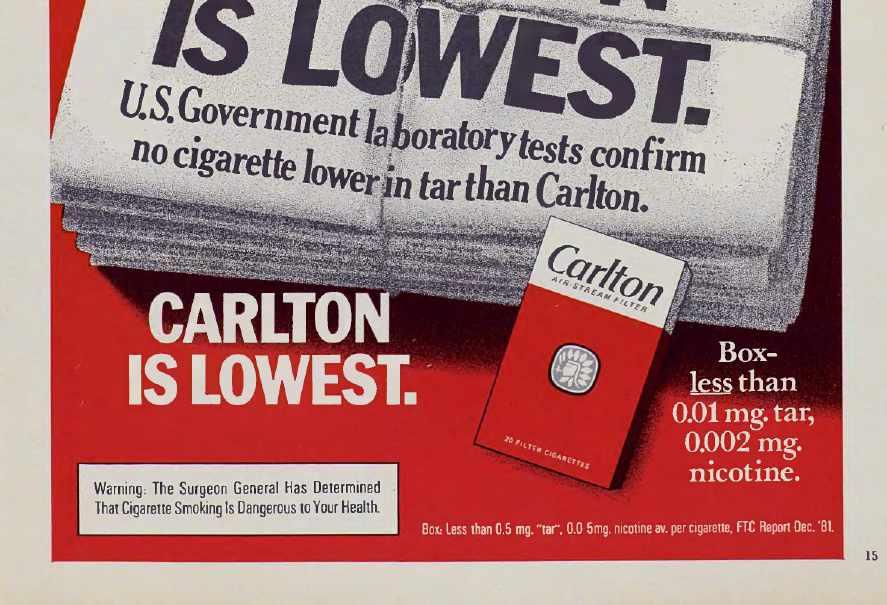 IS LOWEST.
U.S. Government laboratory tests confirm
no cigarette lower in tar than Carlton.
Carlton
AIR-STREAM FILTER
20 FILTER CIGARETTES
CARLTON
IS LOWEST.
Box-
less than
0.01 mg. tar,
0.002 mg.
nicotine.
Warning: The Surgeon General Has Determined
That Cigarette Smoking Is Dangerous to Your Health.
Box: Less than 0.5 mg. "tar", 0.0 5mg. nicotine av. per cigarette, FTC Report Dec. '81.
15